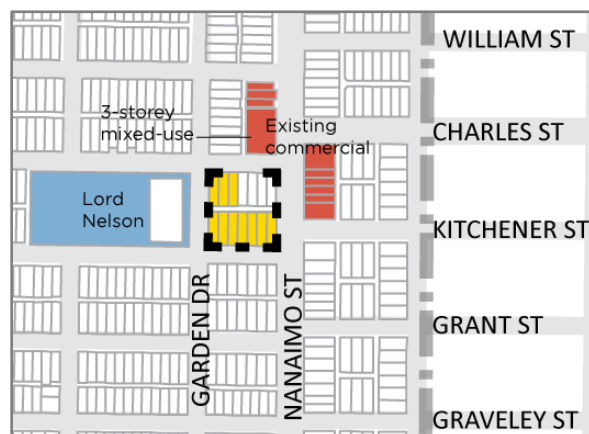 WILLIAM ST
3-storey
mixed-use
Existing
commercial
CHARLES ST
Lord
Nelson
KITCHENER ST
GARDEN DR
NANAIMO ST
GRANT ST
GRAVELEY ST